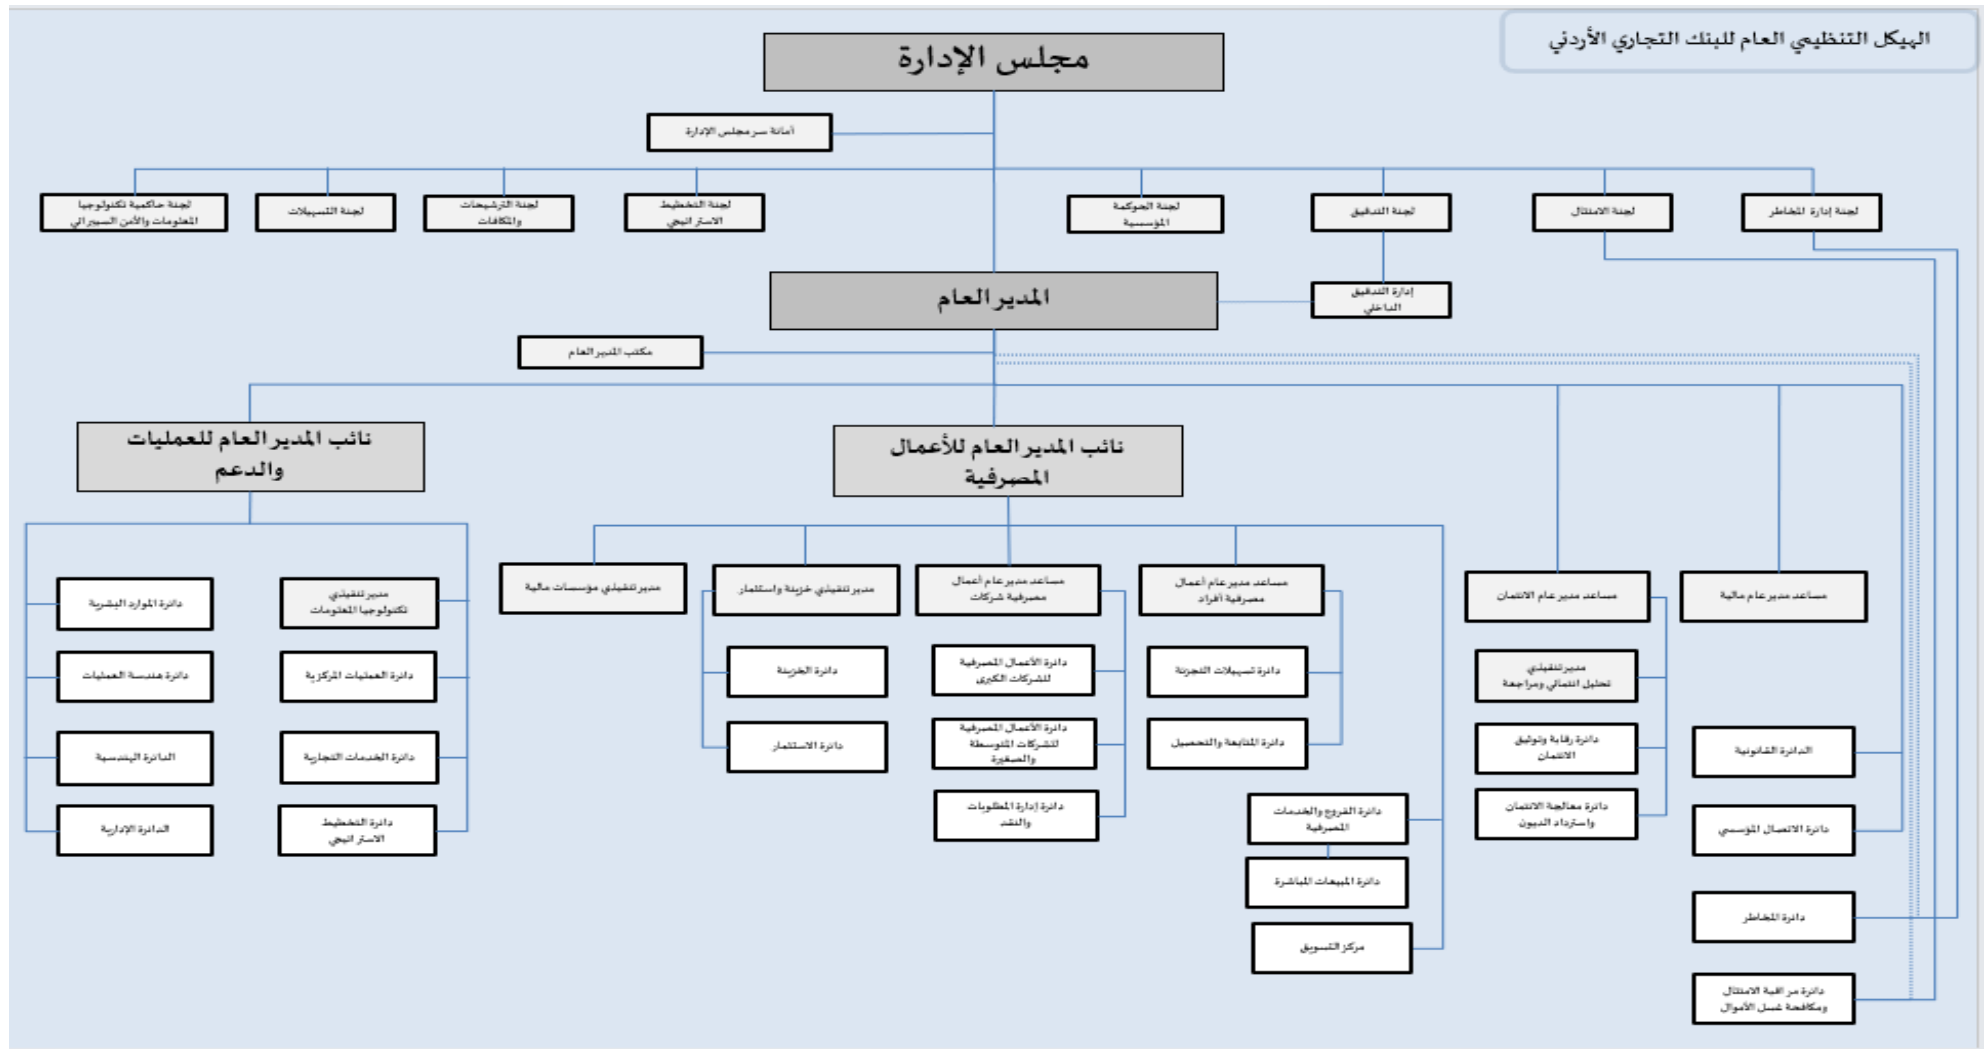 الهيكل التنظيمي العام للبنك التجاري الأردني
مجلس الإدارة
أمانة سر مجلس الإدارة
لجنة إدارة المخاطر
لجنة الامتثال
لجنة التدقيق
لجنة الحوكمة
المؤسسية
لجنة التخطيط
الاستراتيجي
لجنة الترشيحات
والمكافآت
لجنة التسهيلات
لجنة حاكمية تكنولوجيا
المعلومات والأمن السيبراني
المدير العام
إدارة التدقيق
الداخلي
مكتب المدير العام
نائب المدير العام للأعمال
المصرفية
نائب المدير العام للعمليات
والدعم
مساعد مدير عام مالية
مساعد مدير عام الائتمان
مساعد مدير عام أعمال
مصرفية أفراد
مساعد مدير عام أعمال
مصرفية شركات
مدير تنفيذي خزينة واستثمار
مدير تنفيذي مؤسسات مالية
مدير تنفيذي
تكنولوجيا المعلومات
دائرة الموارد البشرية
مدير تنفيذي
تحليل ائتماني ومراجعة
دائرة تسهيلات التجزئة
دائرة الأعمال المصرفية
للشركات الكبرى
دائرة الخزينة
دائرة العمليات المركزية
دائرة هندسة العمليات
الدائرة القانونية
دائرة رقابة وتوثيق
الائتمان
دائرة المتابعة والتحصيل
دائرة الأعمال المصرفية
للشركات المتوسطة
والصغيرة
دائرة الاستثمار
دائرة الخدمات التجارية
الدائرة الهندسية
دائرة الاتصال المؤسسي
دائرة معالجة الائتمان
واسترداد الديون
دائرة الفروع والخدمات
المصرفية
دائرة إدارة المطلوبات
والنقد
دائرة التخطيط
الاستراتيجي
الدائرة الإدارية
دائرة المبيعات المباشرة
دائرة المخاطر
مركز التسويق
دائرة مراقبة الامتثال
ومكافحة غسل الأموال